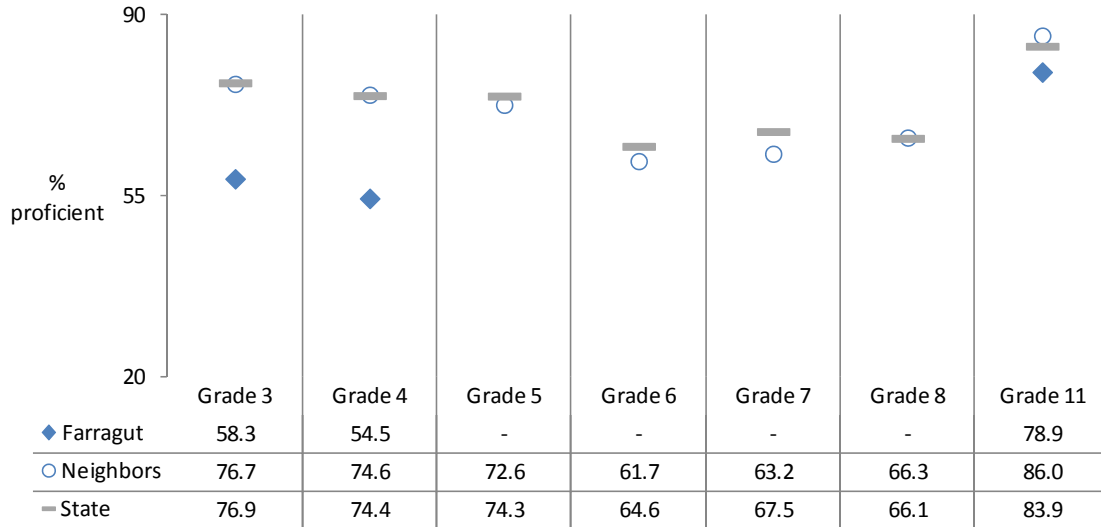 90
%
proficient
55
20
Grade 3 Grade 4 Grade 5 Grade 6 Grade 7 Grade 8 Grade 11
Farragut 58.3 54.5 - - - - 78.9
Neighbors 76.7 74.6 72.6 61.7 63.2 66.3 86.0
State 76.9 74.4 74.3 64.6 67.5 66.1 83.9